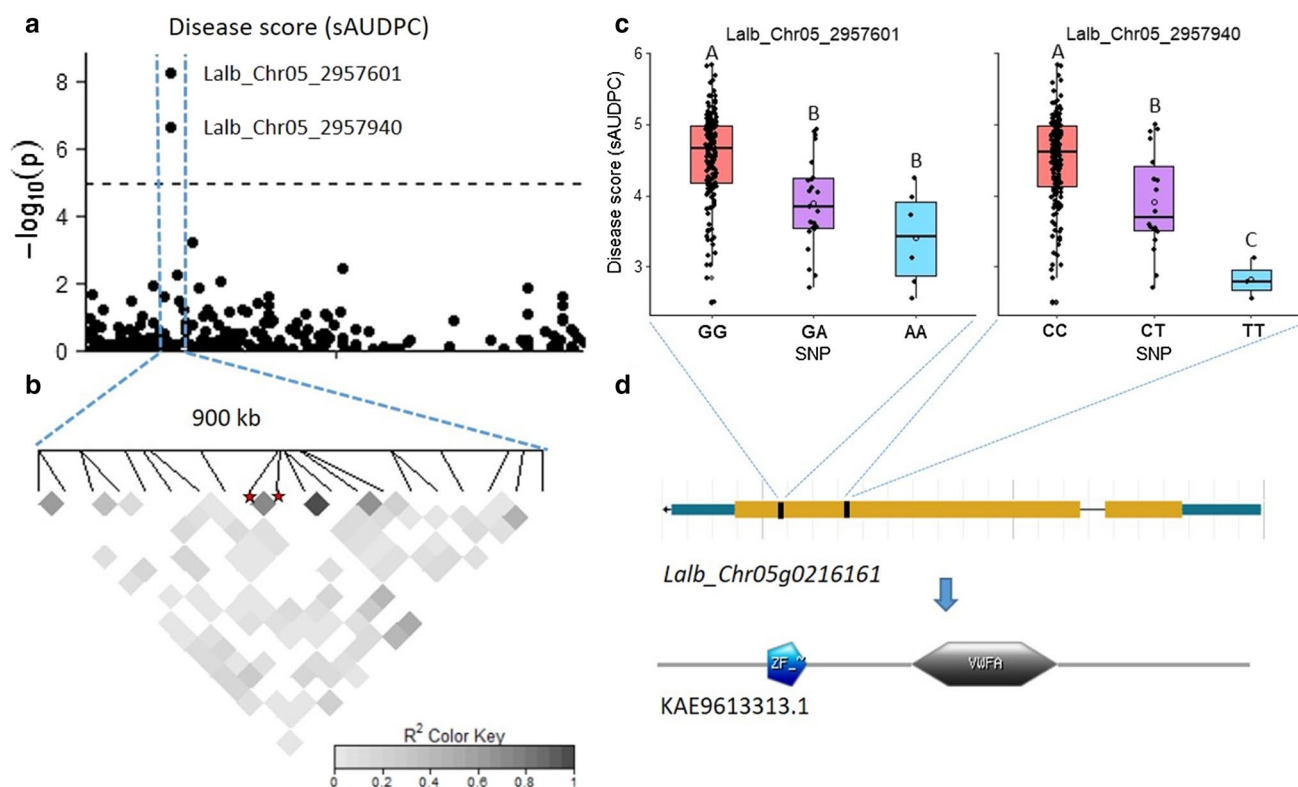 a
Disease score (sAUDPC)
Lalb_Chr05_2957601
Lalb_Chr05_2957940
−log10(p)
8
6
4
2
0
b
900 kb
R² Color Key
0 0.2 0.4 0.6 0.8 1
c
Lalb_Chr05_2957601
Lalb_Chr05_2957940
Disease score (sAUDPC)
6
5
4
3
A
B
B
A
B
C
GG GA AA
SNP
CC CT TT
SNP
d
Lalb_Chr05g0216161
ZF_~
VWFA
KAE9613313.1